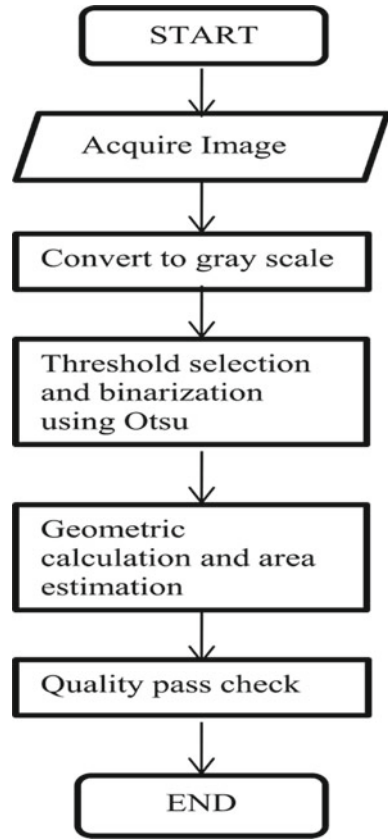 START
Acquire Image
Convert to gray scale
Threshold selection
and binarization
using Otsu
Geometric
calculation and area
estimation
Quality pass check
END